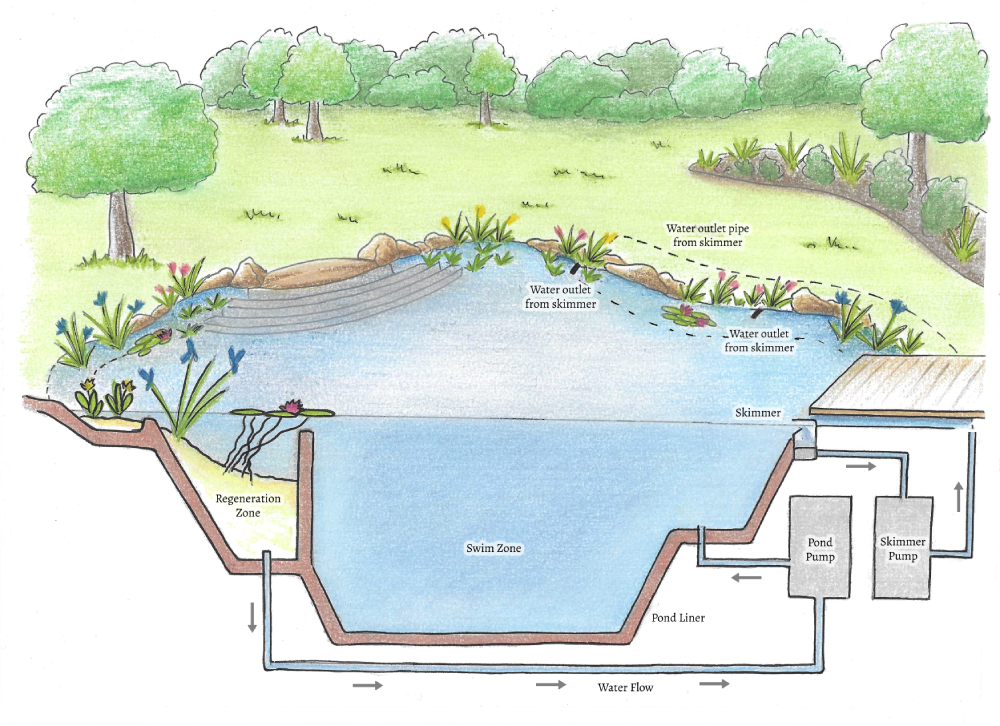 Water outlet pipe
from skimmer
Water outlet
from skimmer
Water outlet
from skimmer
Skimmer
Regeneration
Zone
Swim Zone
Pond
Pump
Skimmer
Pump
Pond Liner
Water Flow